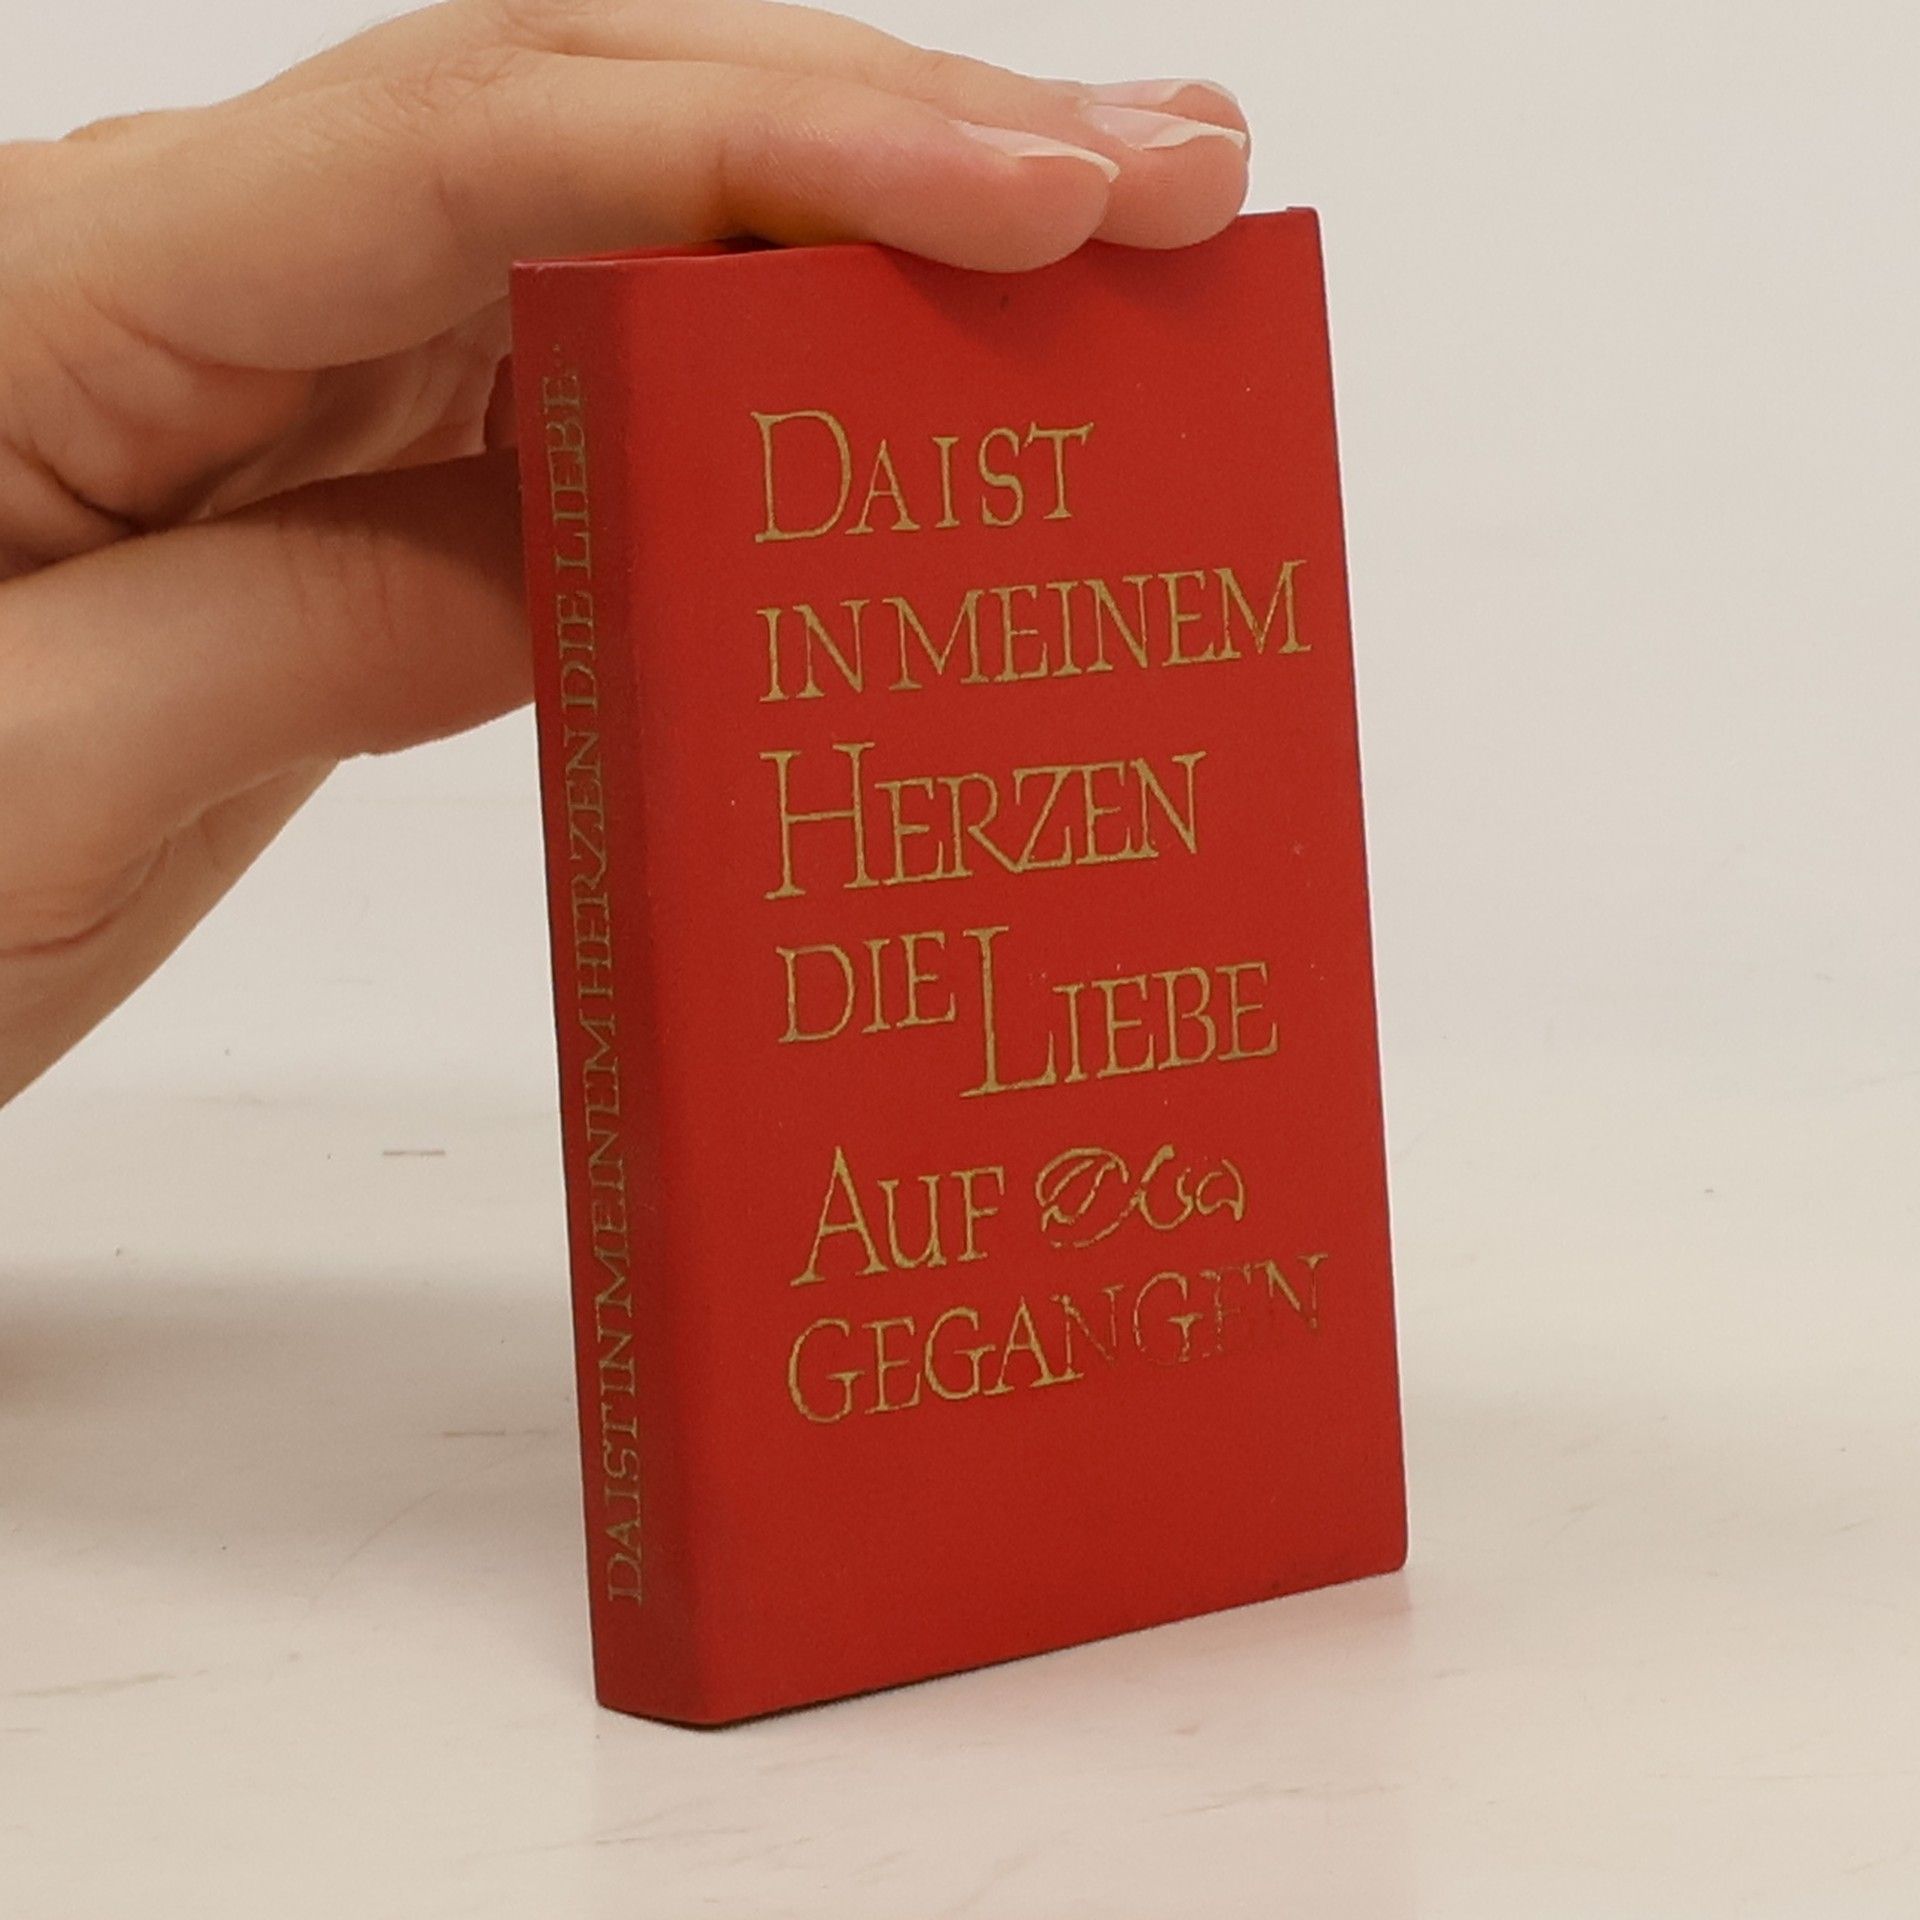 DA IST
IN MEINEM
HERZEN
DIE LIEBE
AUF
GEGANGEN
DA IST IN MEINEM HERZEN DIE LIEBE..